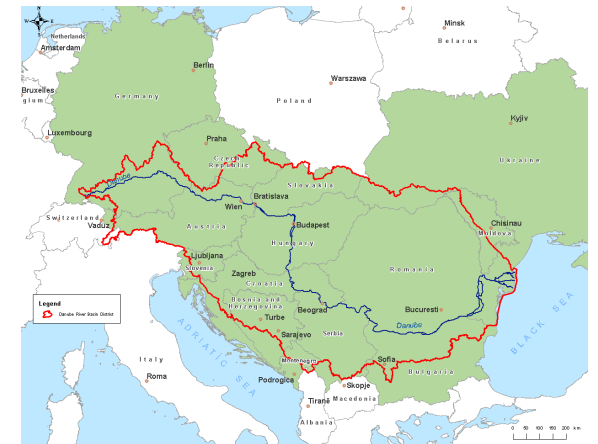 N
W E
S
Minsk
Belarus
Netherlands
Amsterdam
Berlin
Warszawa
Bruxelles
gium
Germany
Poland
Kyjiv
Luxembourg
Praha
Czech
Republic
Ukraine
Danube
Slovakia
Bratislava
Wien
Switzerland
Vaduz
Austria
Budapest
Hungary
Chisinau
Moldova
Ljubljana
Slovenia
Zagreb
Croatia
Romania
Bosnia and
Herzegovina
Beograd
Bucuresti
Legend
Danube River Basin District
Turbe
Sarajevo
Serbia
Danube
BLACK SEA
ADRIATIC SEA
Italy
Roma
Montenegro
Podgorica
Sofia
Bulgaria
Skopje
Macedonia
Tiranë
Albania
0 50 100 150 200 km